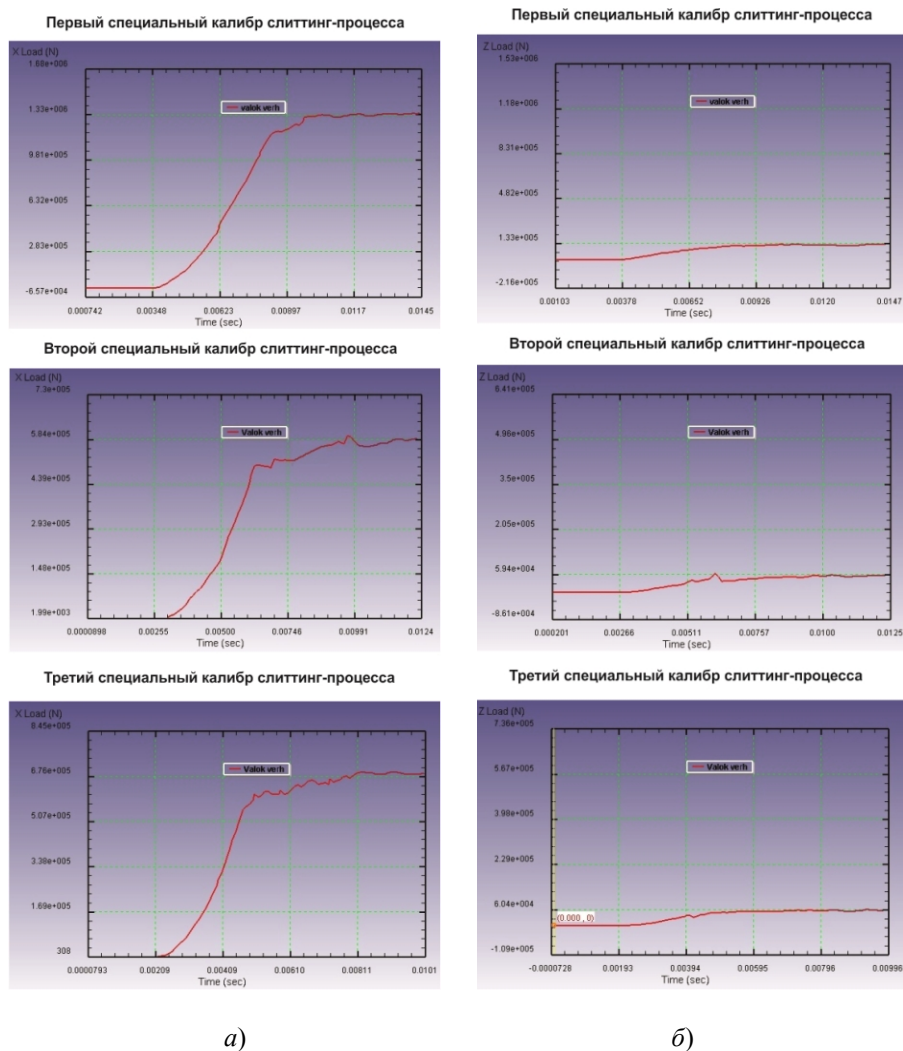 Первый специальный калибр слиттинг-процесса
X Load (N)
1.68e+006
1.33e+006
9.81e+005
6.32e+005
2.83e+005
-6.57e+004
valok verh
0.000742 0.00348 0.00623 0.00897 0.0117 0.0145
Time (sec)
Первый специальный калибр слиттинг-процесса
Z Load (N)
1.53e+006
1.18e+006
8.31e+005
4.82e+005
1.33e+005
-2.16e+005
valok verh
0.00103 0.00378 0.00652 0.00926 0.0120 0.0147
Time (sec)
Второй специальный калибр слиттинг-процесса
X Load (N)
7.3e+005
5.84e+005
4.39e+005
2.93e+005
1.48e+005
1.99e+003
Valok verh
0.0000898 0.00255 0.00500 0.00746 0.00991 0.0124
Time (sec)
Второй специальный калибр слиттинг-процесса
Z Load (N)
6.41e+005
4.96e+005
3.5e+005
2.05e+005
5.94e+004
-8.61e+004
Valok verh
0.000201 0.00266 0.00511 0.00757 0.0100 0.0125
Time (sec)
Третий специальный калибр слиттинг-процесса
X Load (N)
8.45e+005
6.76e+005
5.07e+005
3.38e+005
1.69e+005
308
Valok verh
0.0000793 0.00209 0.00409 0.00610 0.00811 0.0101
Time (sec)
Третий специальный калибр слиттинг-процесса
Z Load (N)
7.36e+005
5.67e+005
3.98e+005
2.29e+005
6.04e+004
-1.09e+005
Valok verh
(0.000 , 0)
-0.0000728 0.00193 0.00394 0.00595 0.00796 0.00996
Time (sec)
а)
б)